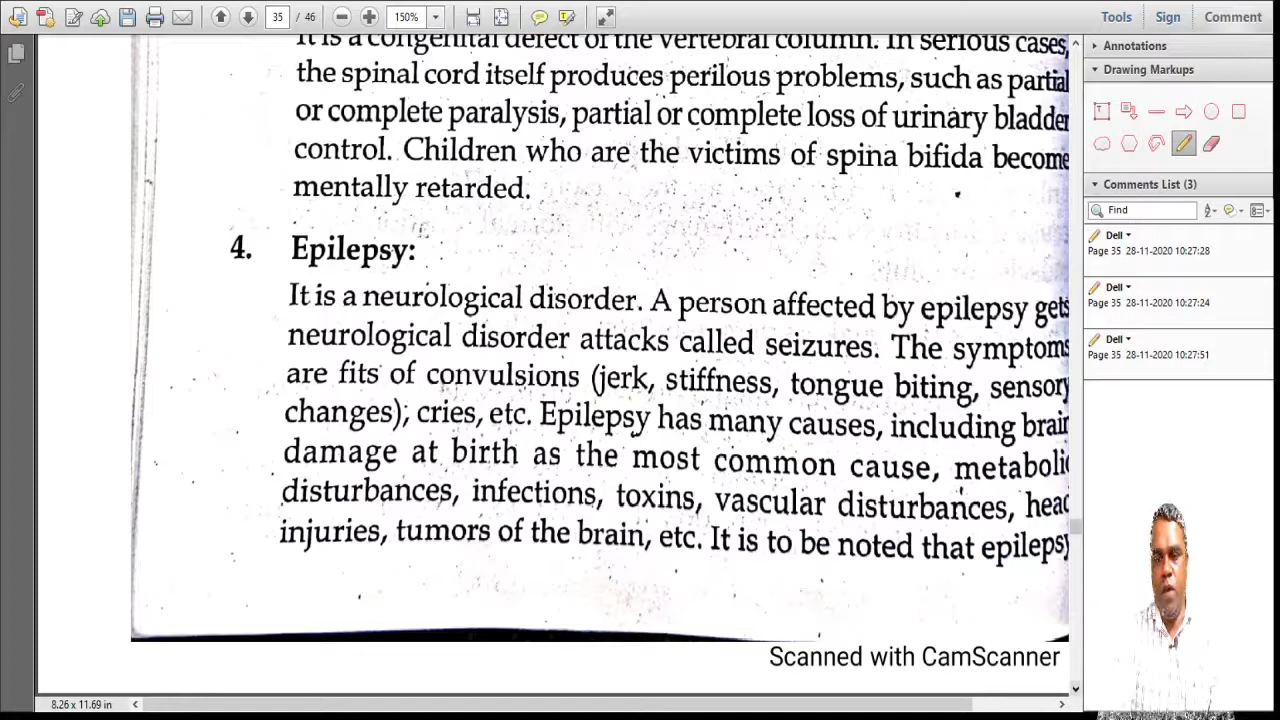 35 / 46
150%
Tools Sign Comment
It is a congenital defect of the vertebral column. In serious cases,
the spinal cord itself produces perilous problems, such as partial
or complete paralysis, partial or complete loss of urinary bladder
control. Children who are the victims of spina bifida become
mentally retarded.
4. Epilepsy:
It is a neurological disorder. A person affected by epilepsy gets
neurological disorder attacks called seizures. The symptoms
are fits of convulsions (jerk, stiffness, tongue biting, sensory
changes); cries, etc. Epilepsy has many causes, including brain
damage at birth as the most common cause, metabolic
disturbances, infections, toxins, vascular disturbances, head
injuries, tumors of the brain, etc. It is to be noted that epilepsy
Scanned with CamScanner
8.26 x 11.69 in
Annotations
Drawing Markups
Comments List (3)
Find
Dell
Page 35 28-11-2020 10:27:28
Dell
Page 35 28-11-2020 10:27:24
Dell
Page 35 28-11-2020 10:27:51